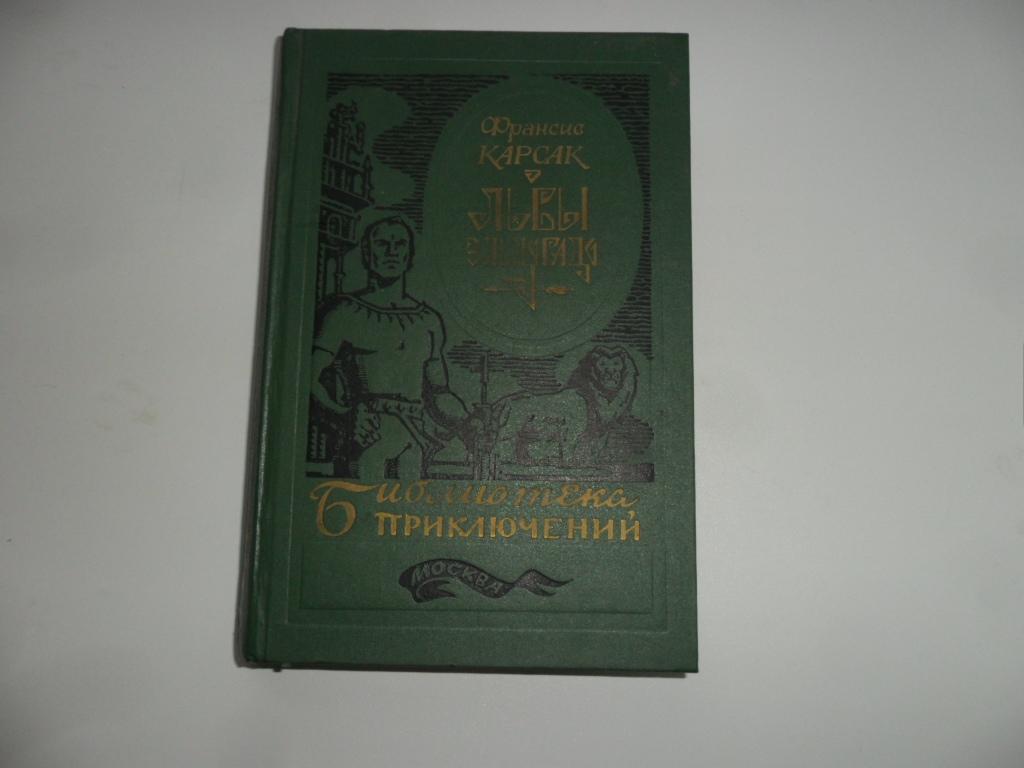 Франсис
КАРСАК
ЛЬВЫ
ЭЛЬДОРАДО
Библиотека
ПРИКЛЮЧЕНИЙ
МОСКВА